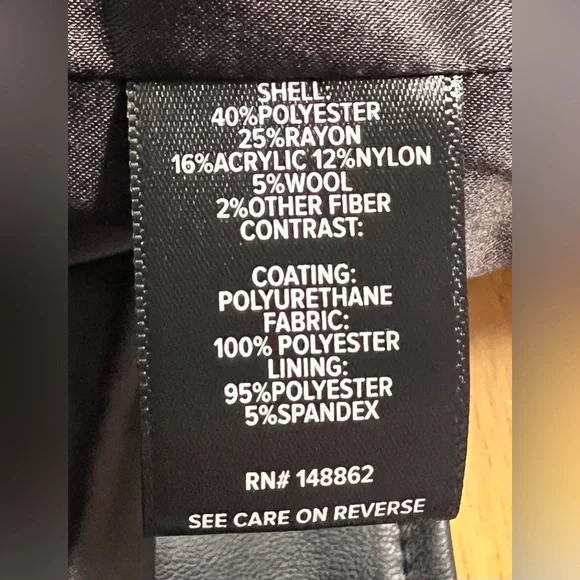 SHELL:
40%POLYESTER
25%RAYON
16%ACRYLIC 12%NYLON
5%WOOL
2%OTHER FIBER
CONTRAST:
COATING:
POLYURETHANE
FABRIC:
100% POLYESTER
LINING:
95%POLYESTER
5%SPANDEX
RN# 148862
SEE CARE ON REVERSE